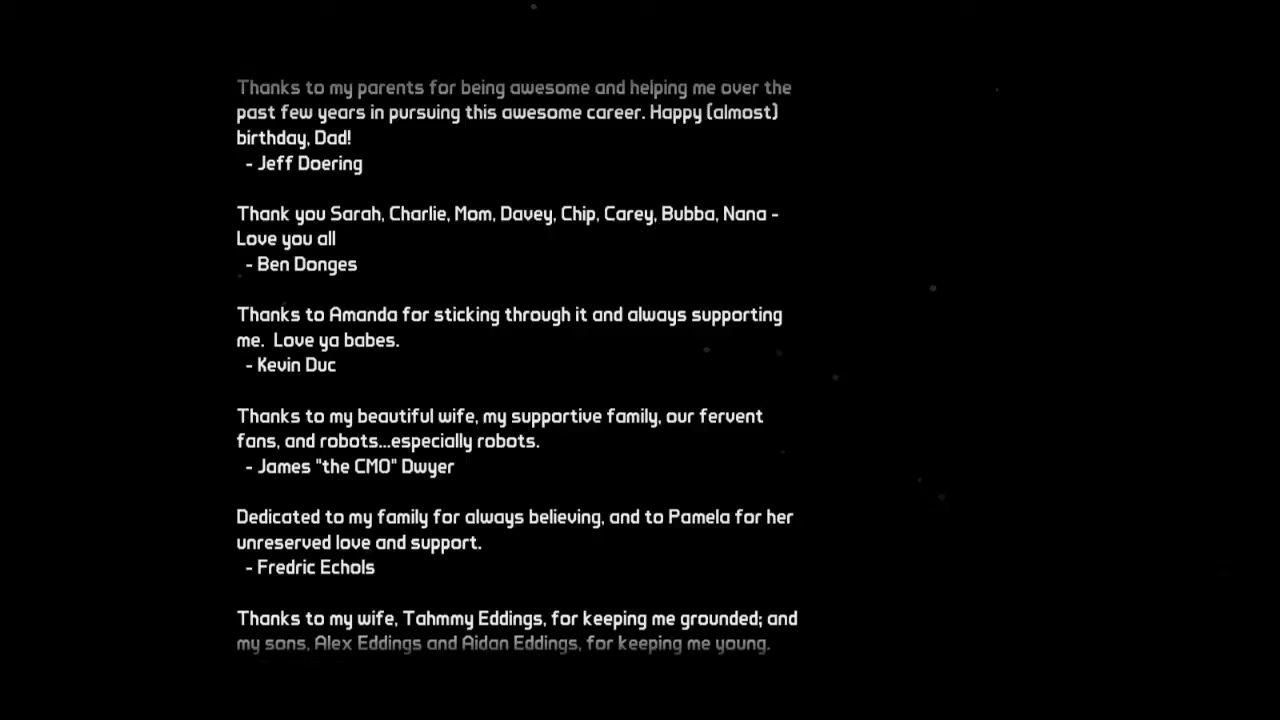 Thanks to my parents for being awesome and helping me over the
past few years in pursuing this awesome career. Happy (almost)
birthday, Dad!
- Jeff Doering
Thank you Sarah, Charlie, Mom, Davey, Chip, Carey, Bubba, Nana -
Love you all
- Ben Donges
Thanks to Amanda for sticking through it and always supporting
me.  Love ya babes.
- Kevin Duc
Thanks to my beautiful wife, my supportive family, our fervent
fans, and robots...especially robots.
- James "the CMO" Dwyer
Dedicated to my family for always believing, and to Pamela for her
unreserved love and support.
- Fredric Echols
Thanks to my wife, Tahmmy Eddings, for keeping me grounded; and
my sons, Alex Eddings and Aidan Eddings, for keeping me young.